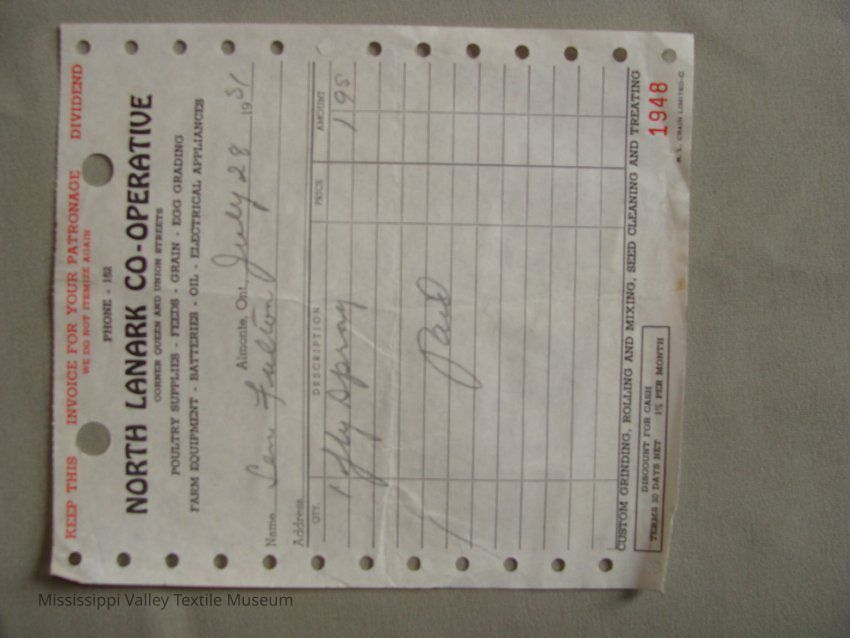 KEEP THIS INVOICE FOR YOUR PATRONAGE DIVIDEND
WE DO NOT ITEMIZE AGAIN
PHONE - 152
NORTH LANARK CO-OPERATIVE
CORNER QUEEN AND UNION STREETS
POULTRY SUPPLIES - FEEDS - GRAIN - EGG GRADING
FARM EQUIPMENT - BATTERIES - OIL - ELECTRICAL APPLIANCES
Almonte, Ont. July 28 1951
Name Len Fulton
Address
QTY. DESCRIPTION PRICE AMOUNT
1 fly spray 1 95
Paid
CUSTOM GRINDING, ROLLING AND MIXING, SEED CLEANING AND TREATING
DISCOUNT FOR CASH
TERMS 30 DAYS NET 1% PER MONTH
1948
R. L. CRAIN LIMITED-C
Mississippi Valley Textile Museum